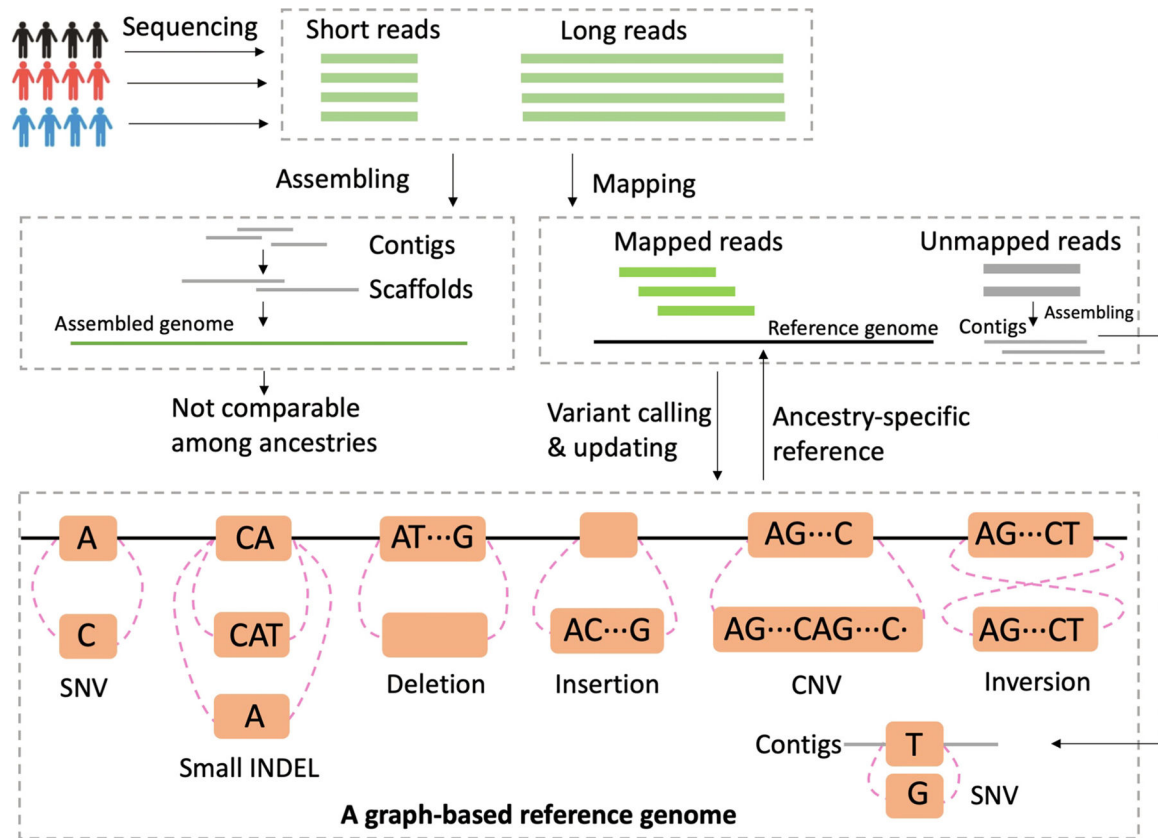 Sequencing
Short reads
Long reads
Assembling
Mapping
Contigs
Scaffolds
Assembled genome
Not comparable
among ancestries
Mapped reads
Unmapped reads
Assembling
Contigs
Reference genome
Variant calling
& updating
Ancestry-specific
reference
A
CA
AT···G
AG···C
AG···CT
C
CAT
AC···G
AG···CAG···C·
AG···CT
SNV
Deletion
Insertion
CNV
Inversion
A
Small INDEL
Contigs
T
G
SNV
A graph-based reference genome